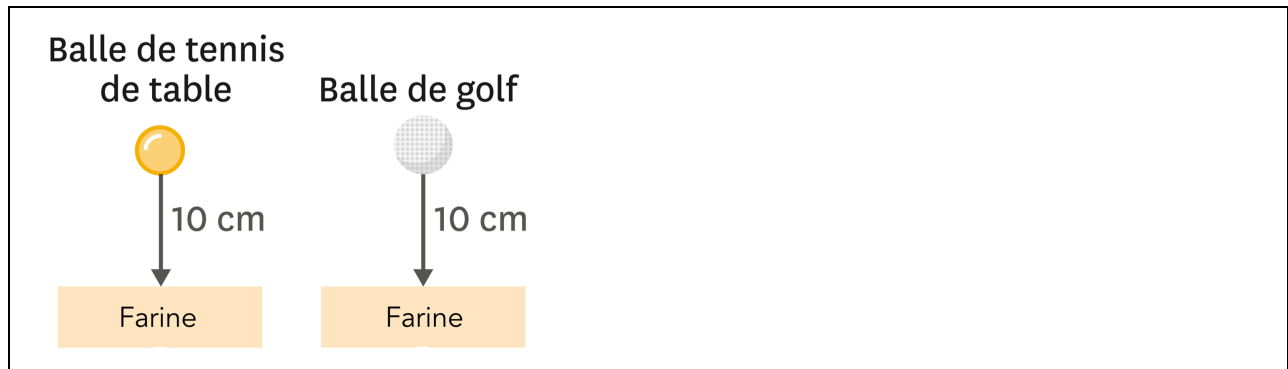 Balle de tennis
de table
Balle de golf
10 cm
10 cm
Farine
Farine